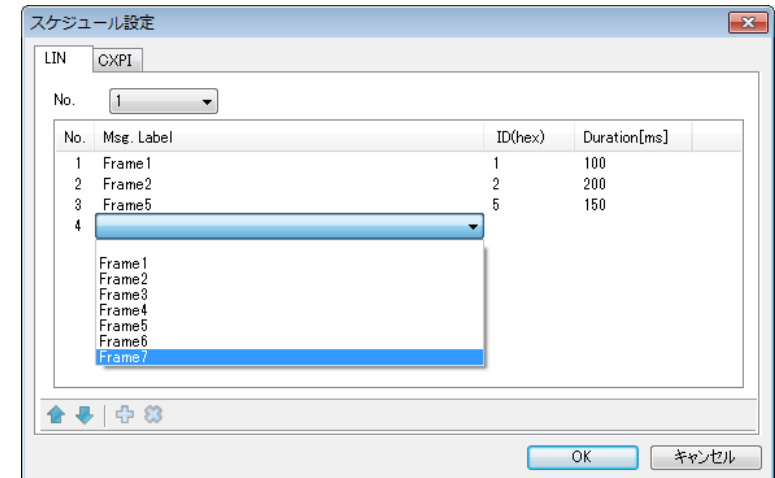 スケジュール設定
LIN CXPI
No. 1
No. Msg. Label ID(hex) Duration[ms]
1 Frame1 1 100
2 Frame2 2 200
3 Frame5 5 150
4
Frame1
Frame2
Frame3
Frame4
Frame5
Frame6
Frame7
OK キャンセル